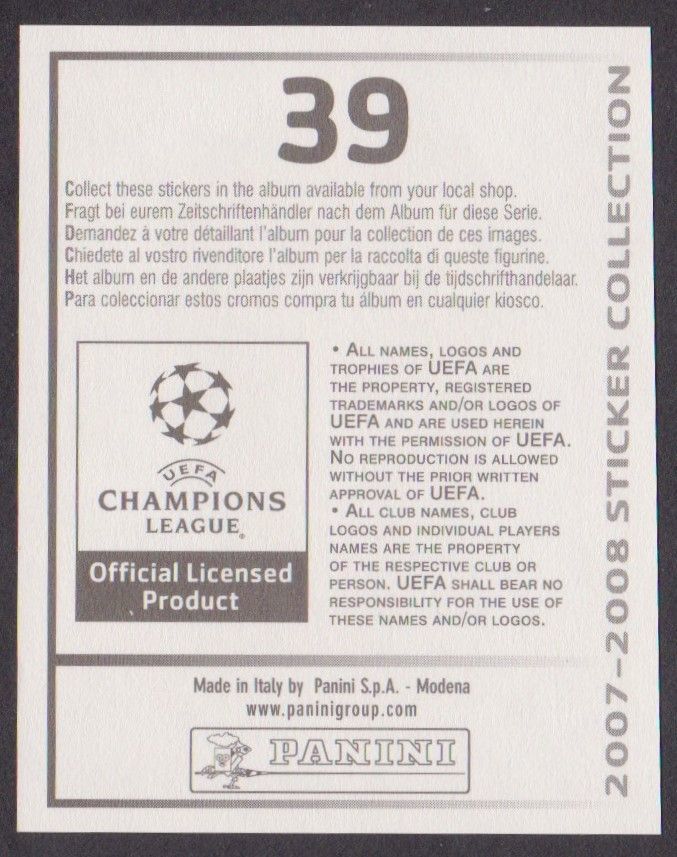 39
Collect these stickers in the album available from your local shop.
Fragt bei eurem Zeitschriftenhändler nach dem Album für diese Serie.
Demandez à votre détaillant l'album pour la collection de ces images.
Chiedete al vostro rivenditore l'album per la raccolta di queste figurine.
Het album en de andere plaatjes zijn verkrijgbaar bij de tijdschrifthandelaar.
Para coleccionar estos cromos compra tu álbum en cualquier kiosco.
UEFA
CHAMPIONS
LEAGUE®
Official Licensed
Product
• ALL NAMES, LOGOS AND
TROPHIES OF UEFA ARE
THE PROPERTY, REGISTERED
TRADEMARKS AND/OR LOGOS OF
UEFA AND ARE USED HEREIN
WITH THE PERMISSION OF UEFA.
NO REPRODUCTION IS ALLOWED
WITHOUT THE PRIOR WRITTEN
APPROVAL OF UEFA.
• ALL CLUB NAMES, CLUB
LOGOS AND INDIVIDUAL PLAYERS
NAMES ARE THE PROPERTY
OF THE RESPECTIVE CLUB OR
PERSON. UEFA SHALL BEAR NO
RESPONSIBILITY FOR THE USE OF
THESE NAMES AND/OR LOGOS.
Made in Italy by Panini S.p.A. - Modena
www.paninigroup.com
PANINI
2007-2008 STICKER COLLECTION